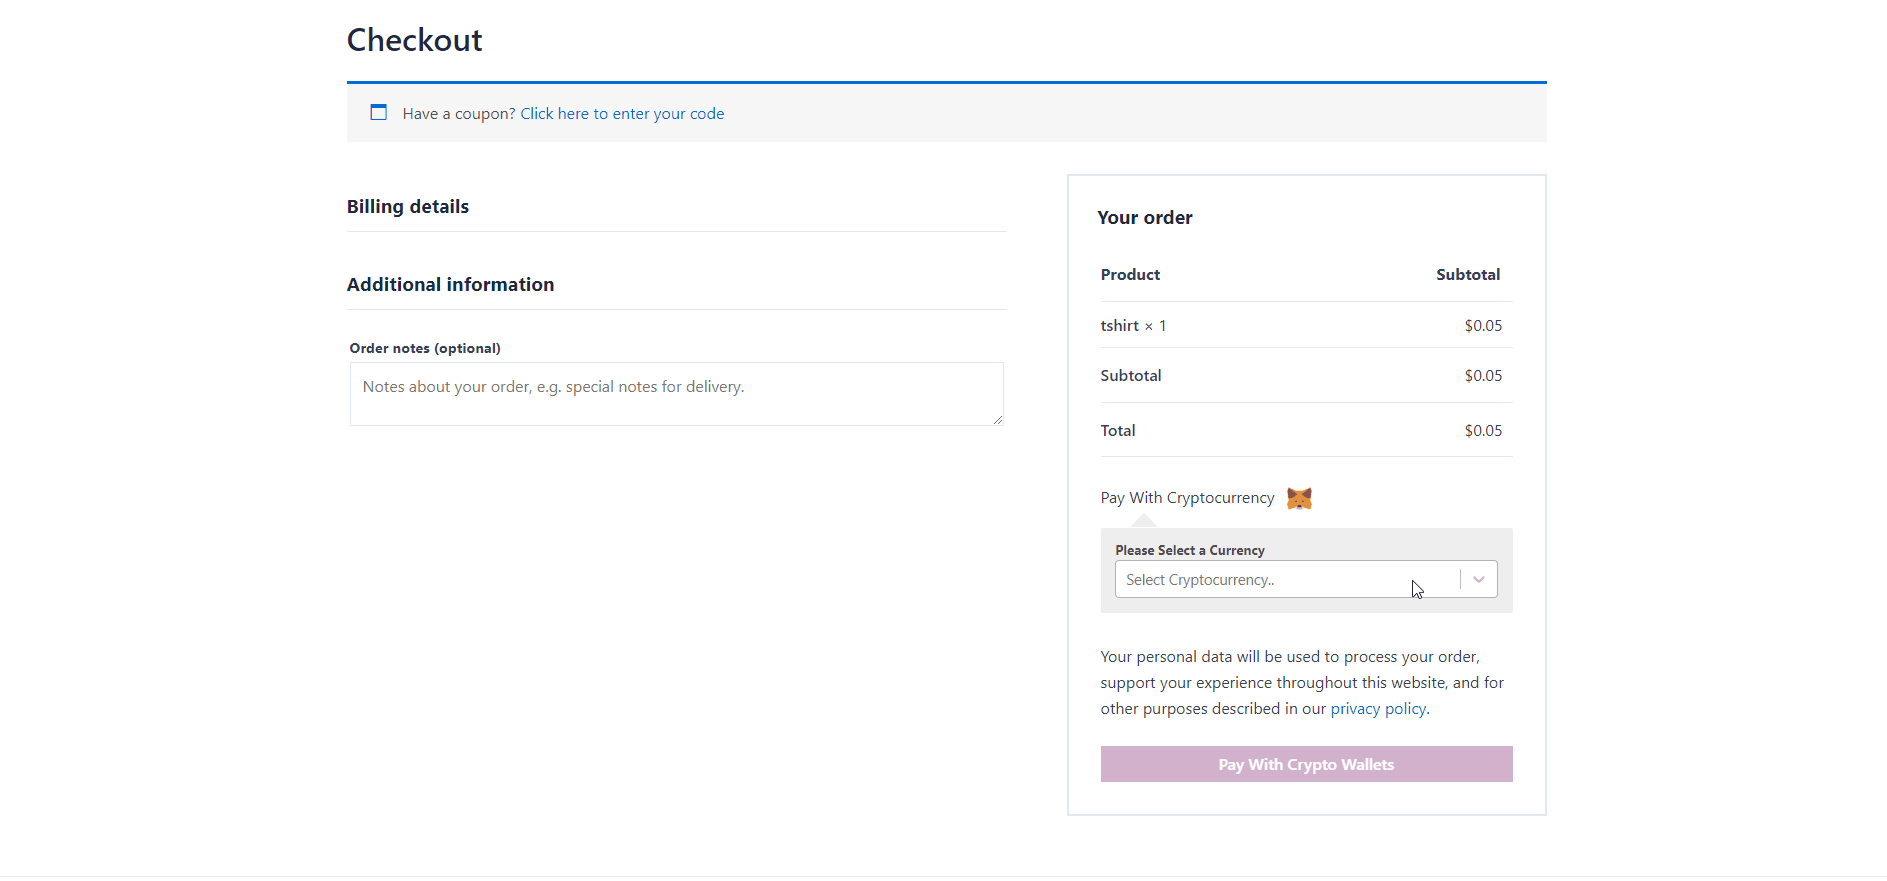 Checkout
Have a coupon? Click here to enter your code
Billing details
Additional information
Order notes (optional)
Notes about your order, e.g. special notes for delivery.
Your order
Product Subtotal
tshirt × 1 $0.05
Subtotal $0.05
Total $0.05
Pay With Cryptocurrency
Please Select a Currency
Select Cryptocurrency..
Your personal data will be used to process your order,
support your experience throughout this website, and for
other purposes described in our privacy policy.
Pay With Crypto Wallets